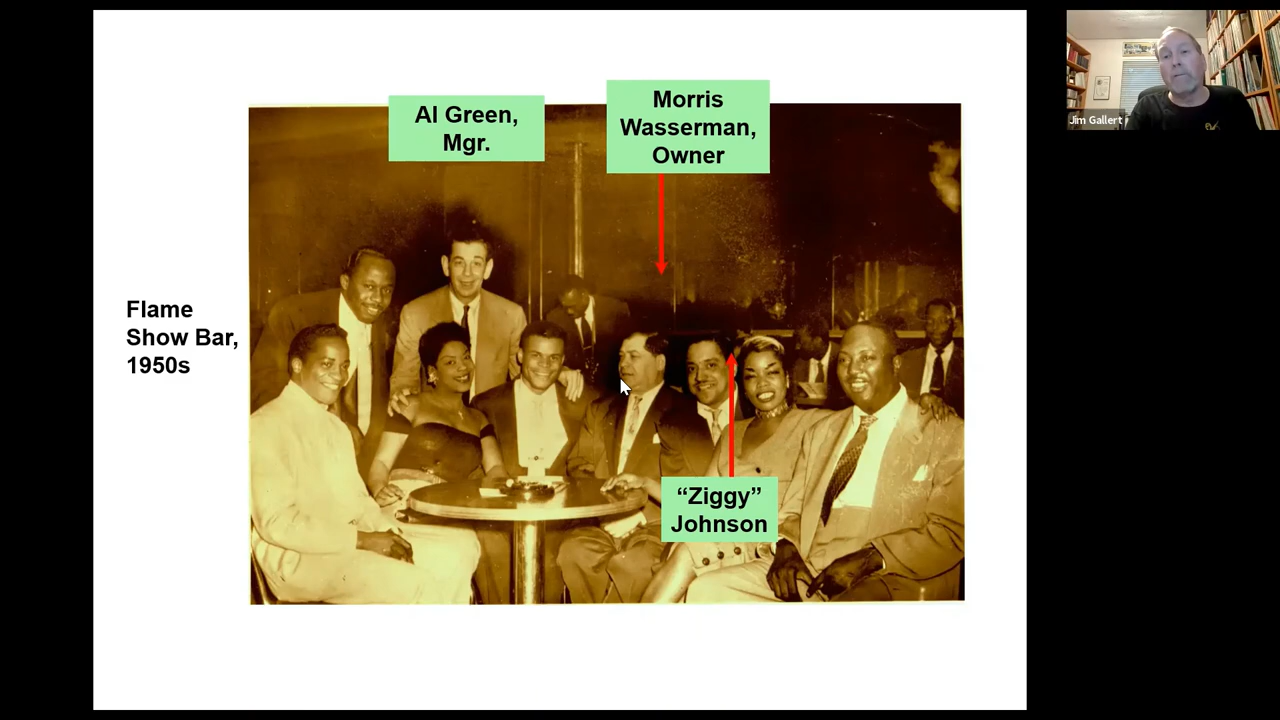 Al Green,
Mgr.
Morris
Wasserman,
Owner
Flame
Show Bar,
1950s
“Ziggy”
Johnson
Jim Gallert